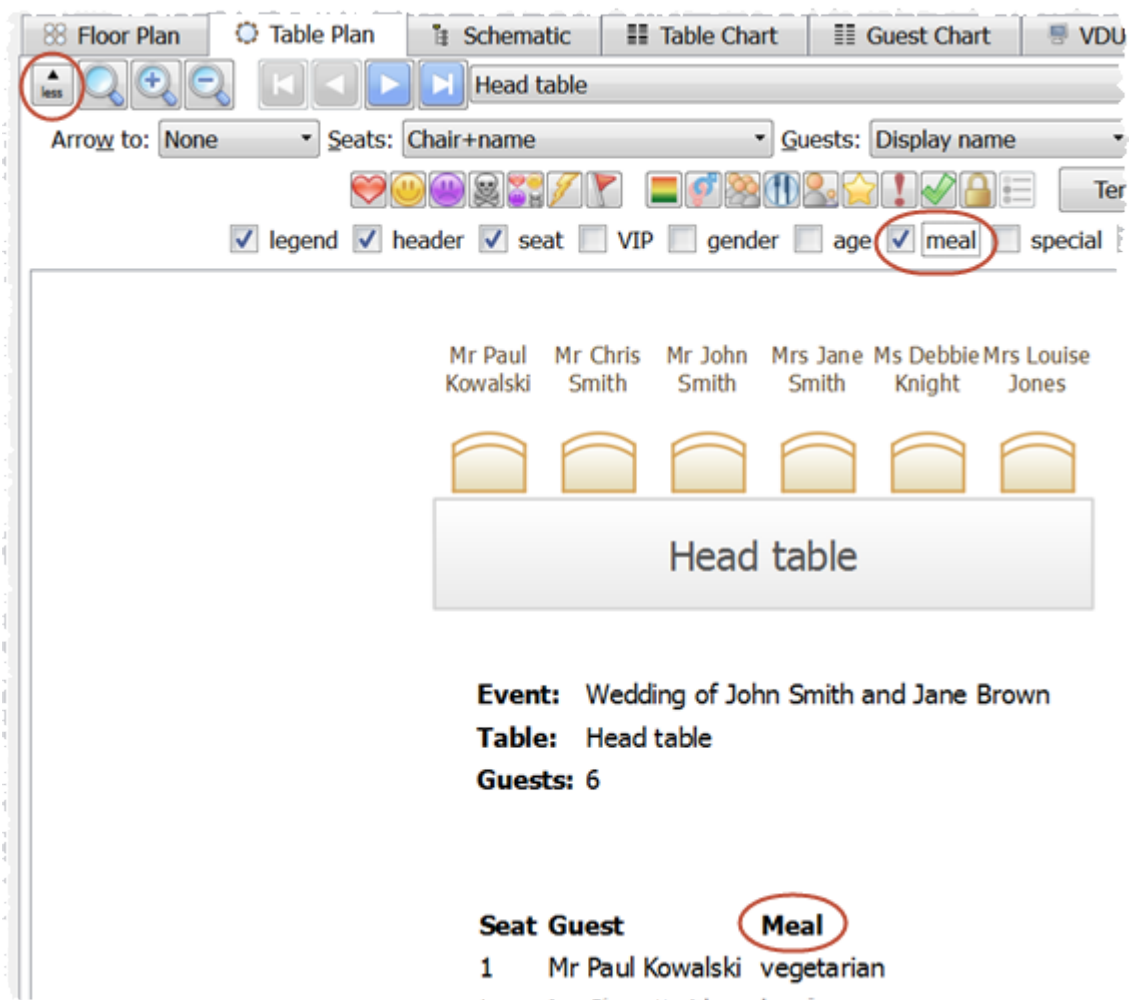 Floor Plan Table Plan Schematic Table Chart Guest Chart VDU
less Head table
Arrow to: None Seats: Chair+name Guests: Display name
Ter
legend header seat VIP gender age meal special
Mr Paul Kowalski
Mr Chris Smith
Mr John Smith
Mrs Jane Smith
Ms Debbie Knight
Mrs Louise Jones
Head table
Event: Wedding of John Smith and Jane Brown
Table: Head table
Guests: 6
Seat Guest Meal
1 Mr Paul Kowalski vegetarian